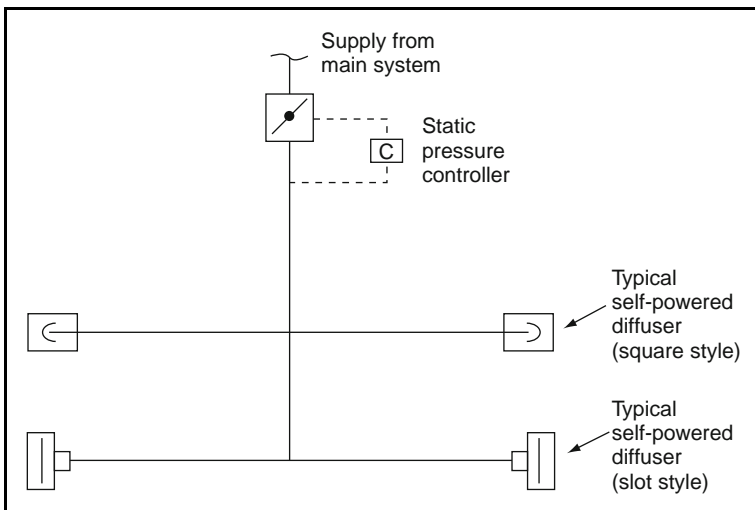 Supply from
main system
Static
pressure
controller
C
Typical
self-powered
diffuser
(square style)
Typical
self-powered
diffuser
(slot style)